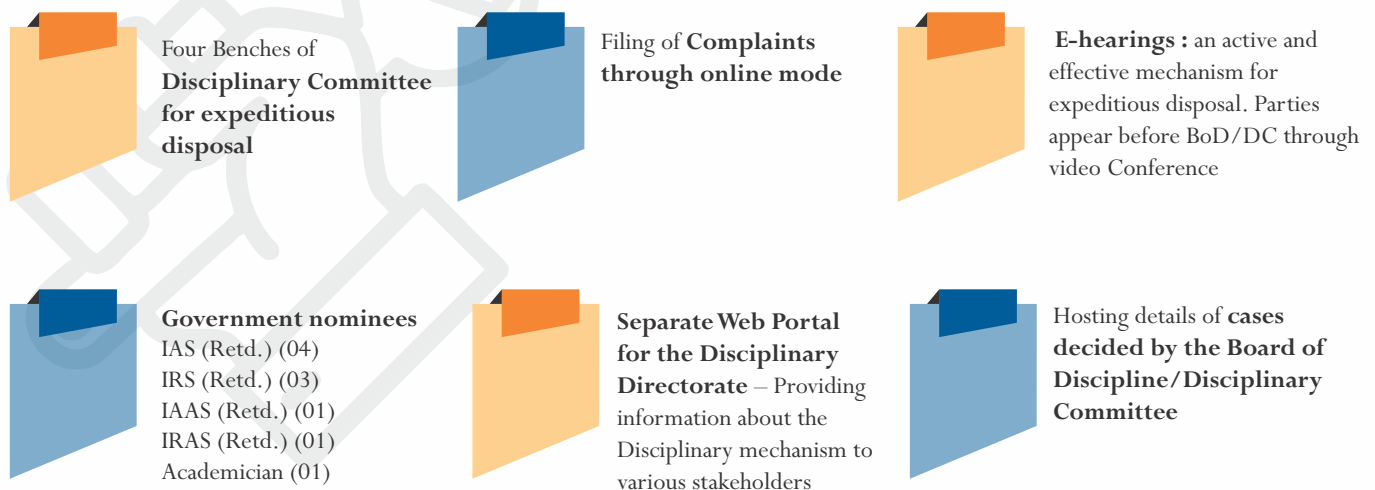 Four Benches of
Disciplinary Committee
for expeditious
disposal
Filing of Complaints
through online mode
E-hearings : an active and
effective mechanism for
expeditious disposal. Parties
appear before BoD/DC through
video Conference
Government nominees
IAS (Retd.) (04)
IRS (Retd.) (03)
IAAS (Retd.) (01)
IRAS (Retd.) (01)
Academician (01)
Separate Web Portal
for the Disciplinary
Directorate – Providing
information about the
Disciplinary mechanism to
various stakeholders
Hosting details of cases
decided by the Board of
Discipline/Disciplinary
Committee